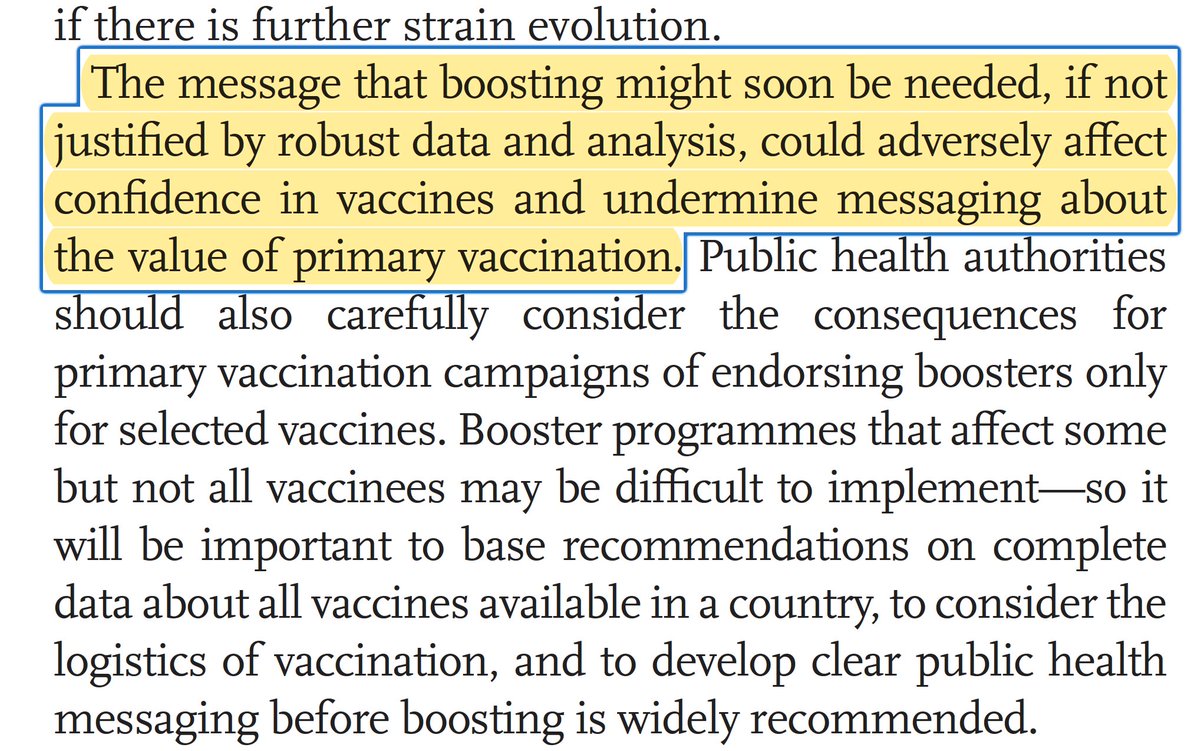 if there is further strain evolution.
The message that boosting might soon be needed, if not
justified by robust data and analysis, could adversely affect
confidence in vaccines and undermine messaging about
the value of primary vaccination. Public health authorities
should also carefully consider the consequences for
primary vaccination campaigns of endorsing boosters only
for selected vaccines. Booster programmes that affect some
but not all vaccinees may be difficult to implement—so it
will be important to base recommendations on complete
data about all vaccines available in a country, to consider the
logistics of vaccination, and to develop clear public health
messaging before boosting is widely recommended.